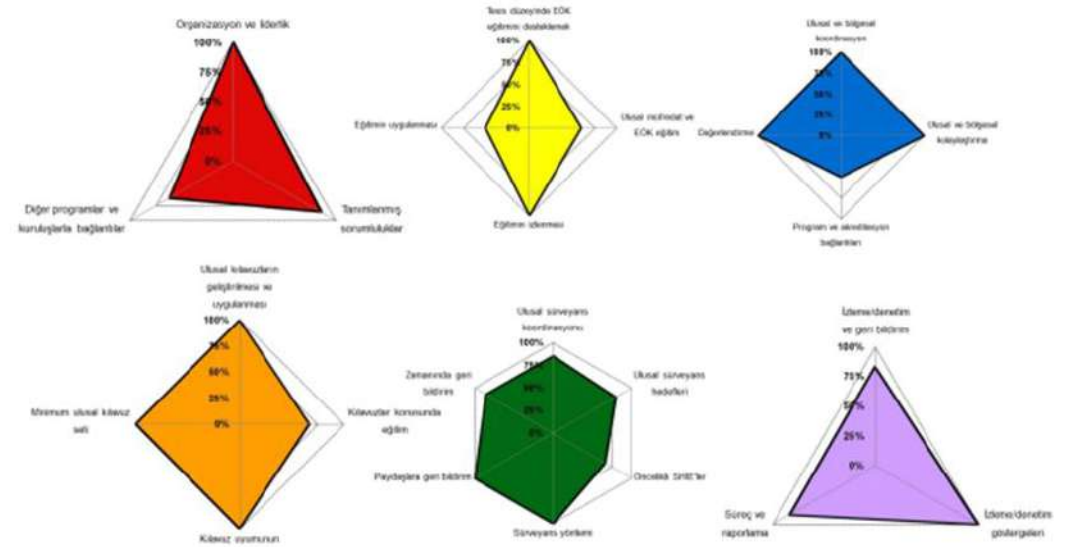 Organizasyon ve liderlik
100%
75%
50%
25%
0%
Diğer programlar ve
kuruluşlarla bağlantılar
Tanımlanmış
sorumluluklar
Tesis düzeyinde EÖK
eğitimini desteklemek
100%
75%
50%
25%
0%
Eğitimin uygulanması
Ulusal müfredat ve
EÖK eğitim
Eğitimin izlenmesi
Ulusal ve bölgesel
koordinasyon
100%
75%
50%
25%
0%
Değerlendirme
Ulusal ve bölgesel
kolaylaştırma
Program ve akreditasyon
bağlantıları
Ulusal kılavuzların
geliştirilmesi ve
uygulanması
100%
75%
50%
25%
0%
Minimum ulusal kılavuz
seti
Kılavuzlar konusunda
eğitim
Kılavuz uyumunun
Ulusal sürveyans
koordinasyonu
100%
75%
50%
25%
0%
Zamanında geri
bildirim
Ulusal sürveyans
hedefleri
Paydaşlara geri bildirim
Öncelikli SHİE'ler
Sürveyans yöntemi
İzleme/denetim
ve geri bildirim
100%
75%
50%
25%
0%
Süreç ve
raporlama
İzleme/denetim
göstergeleri